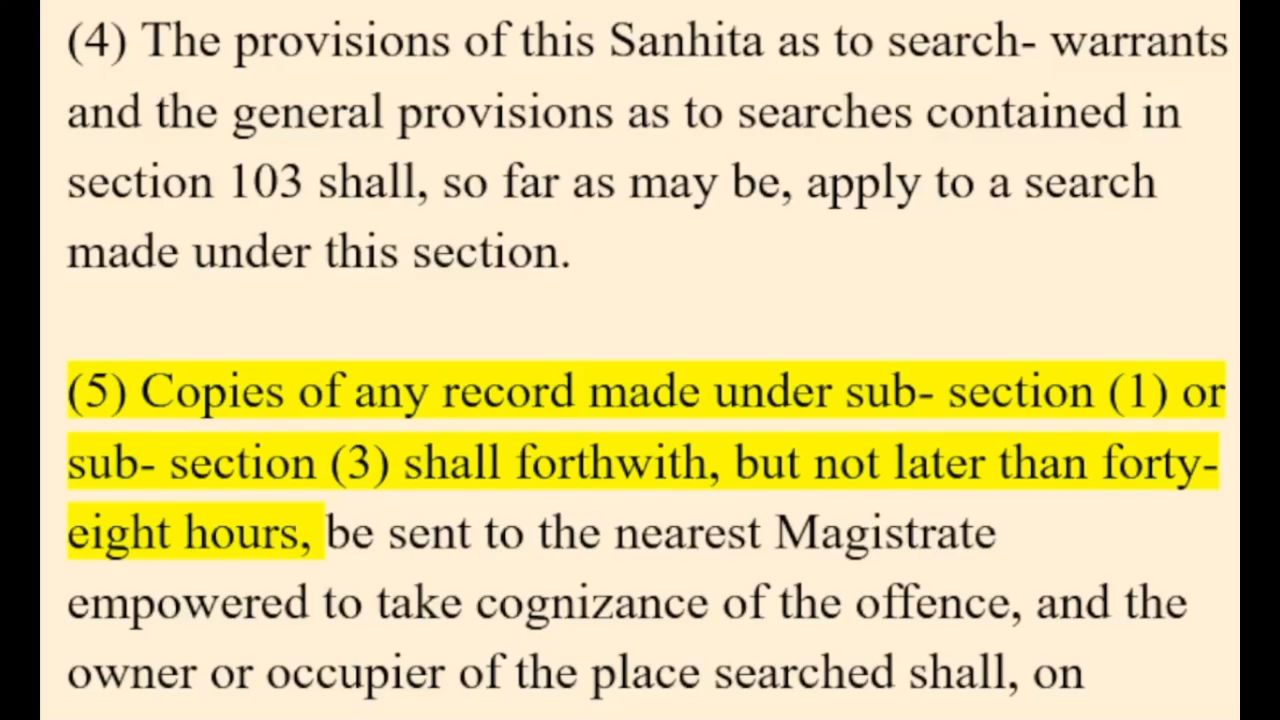 (4) The provisions of this Sanhita as to search- warrants
and the general provisions as to searches contained in
section 103 shall, so far as may be, apply to a search
made under this section.
(5) Copies of any record made under sub- section (1) or
sub- section (3) shall forthwith, but not later than forty-
eight hours, be sent to the nearest Magistrate
empowered to take cognizance of the offence, and the
owner or occupier of the place searched shall, on